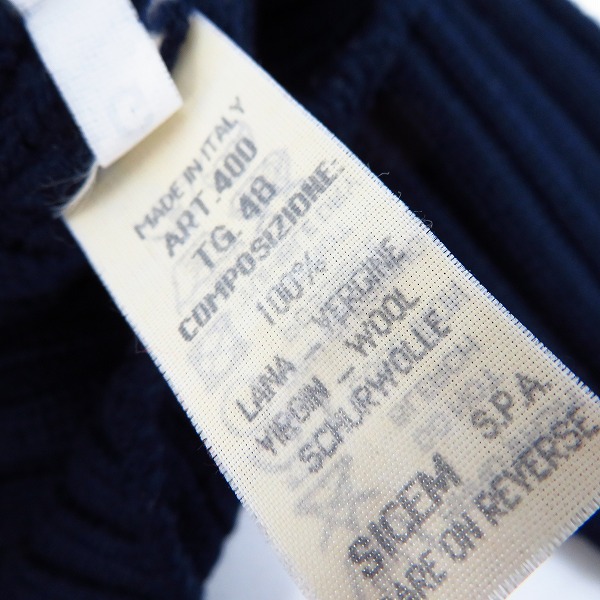 MADE IN ITALY
ART.400
TG. 48
COMPOSIZIONE:
100%
LANA - VERGINE
VIRGIN - WOOL
SCHURWOLLE
SICEM S.P.A.
CARE ON REVERSE